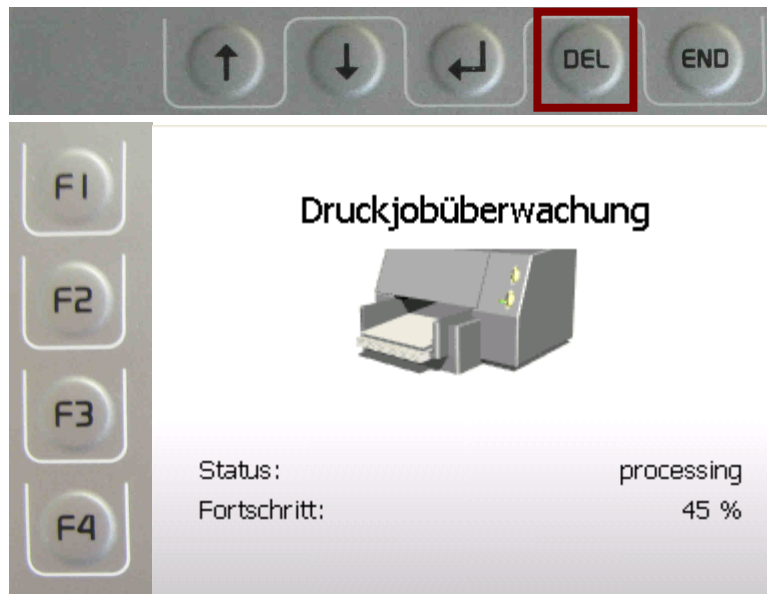 ↑ ↓ ↵ DEL END
F1
Druckjobüberwachung
F2
F3
Status: processing
Fortschritt: 45 %
F4